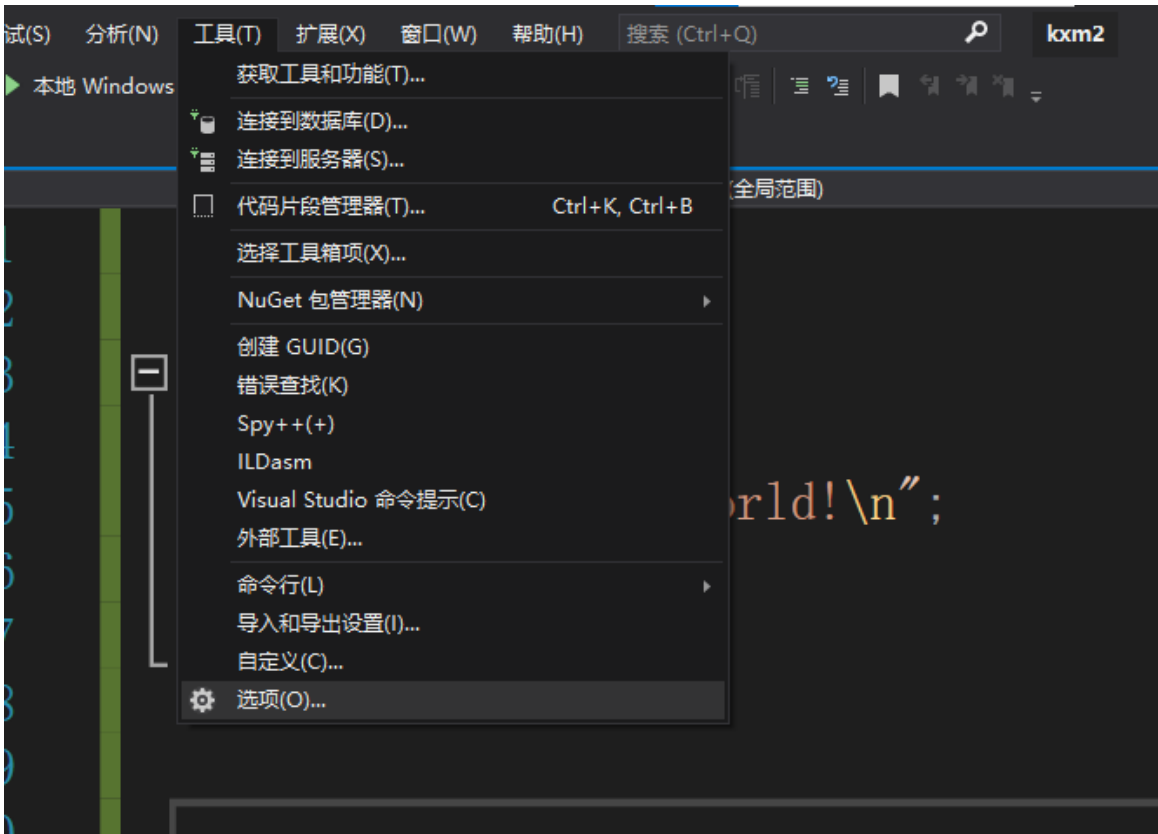 试(S) 分析(N) 工具(T) 扩展(X) 窗口(W) 帮助(H) 搜索 (Ctrl+Q) kxm2
本地 Windows
获取工具和功能(T)...
连接到数据库(D)...
连接到服务器(S)...
(全局范围)
代码片段管理器(T)... Ctrl+K, Ctrl+B
选择工具箱项(X)...
NuGet 包管理器(N)
创建 GUID(G)
错误查找(K)
Spy++(+)
ILDasm
Visual Studio 命令提示(C)
orld!\n";
外部工具(E)...
命令行(L)
导入和导出设置(I)...
自定义(C)...
选项(O)...